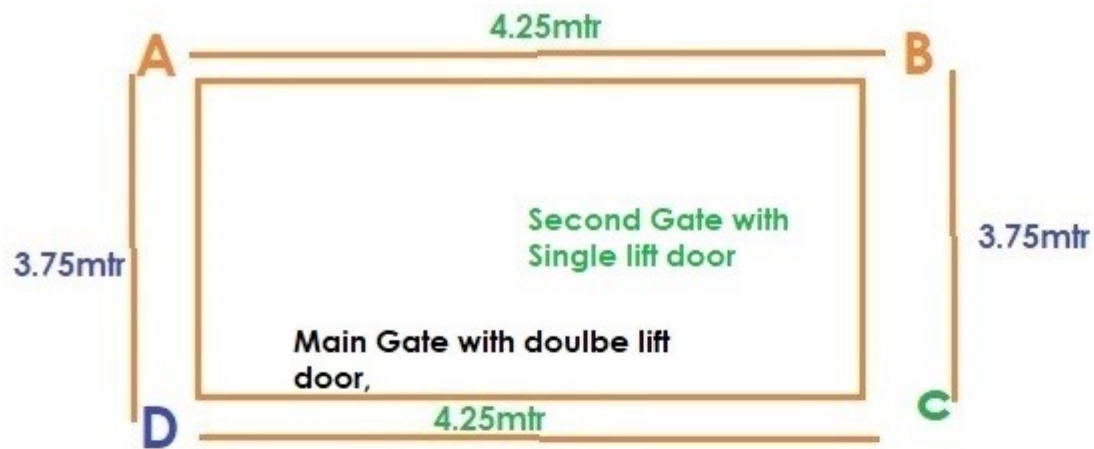 4.25mtr
A
B
Second Gate with
Single lift door
3.75mtr
3.75mtr
Main Gate with doulbe lift
door,
D
4.25mtr
C